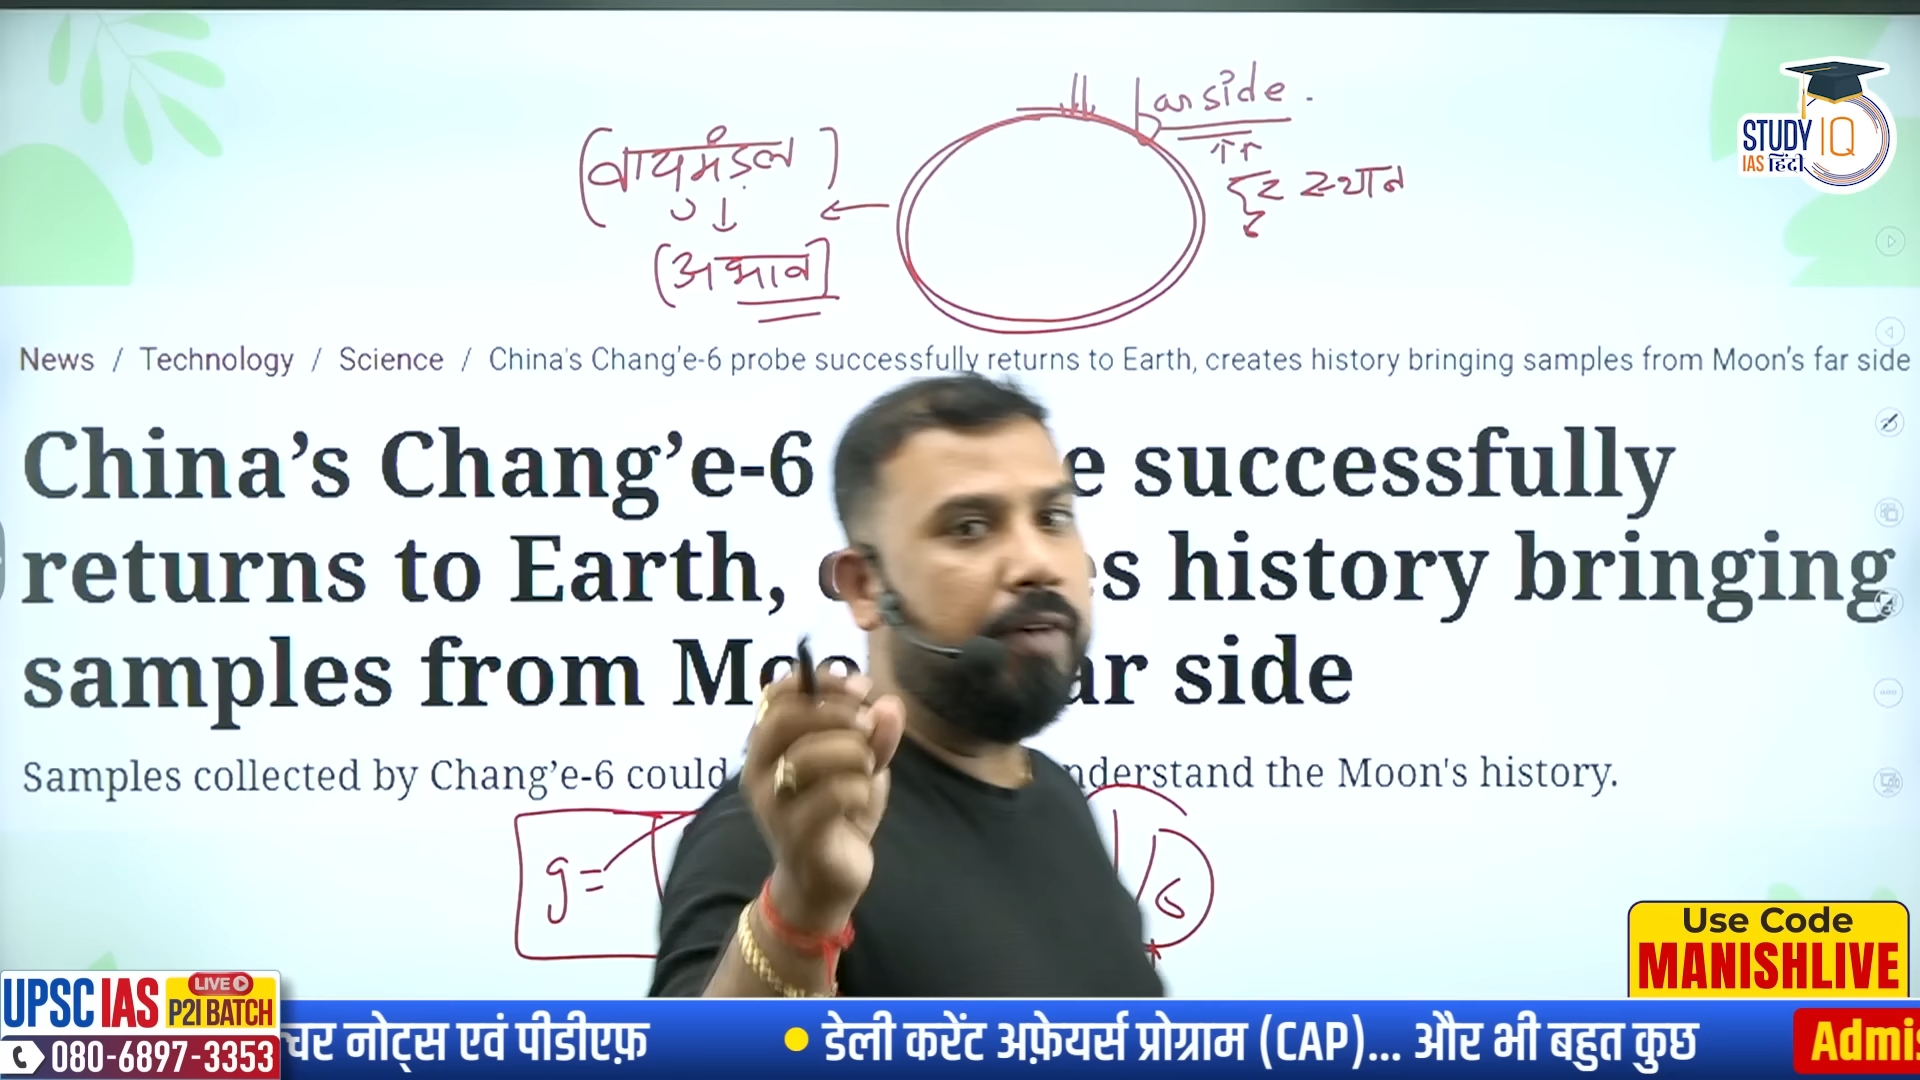 far side.
(वायुमंडल)
दूर स्थान
(अभाव)
STUDY IQ
IAS हिंदी
News / Technology / Science / China's Chang'e-6 probe successfully returns to Earth, creates history bringing samples from Moon's far side
China's Chang'e-6 e successfully
returns to Earth, s history bringing
samples from Moo ar side
Samples collected by Chang'e-6 could nderstand the Moon's history.
g= 1/6
Use Code
MANISHLIVE
UPSC IAS LIVE
P2I BATCH
080-6897-3353
चर नोट्स एवं पीडीएफ़ • डेली करेंट अफ़ेयर्स प्रोग्राम (CAP)... और भी बहुत कुछ Admis